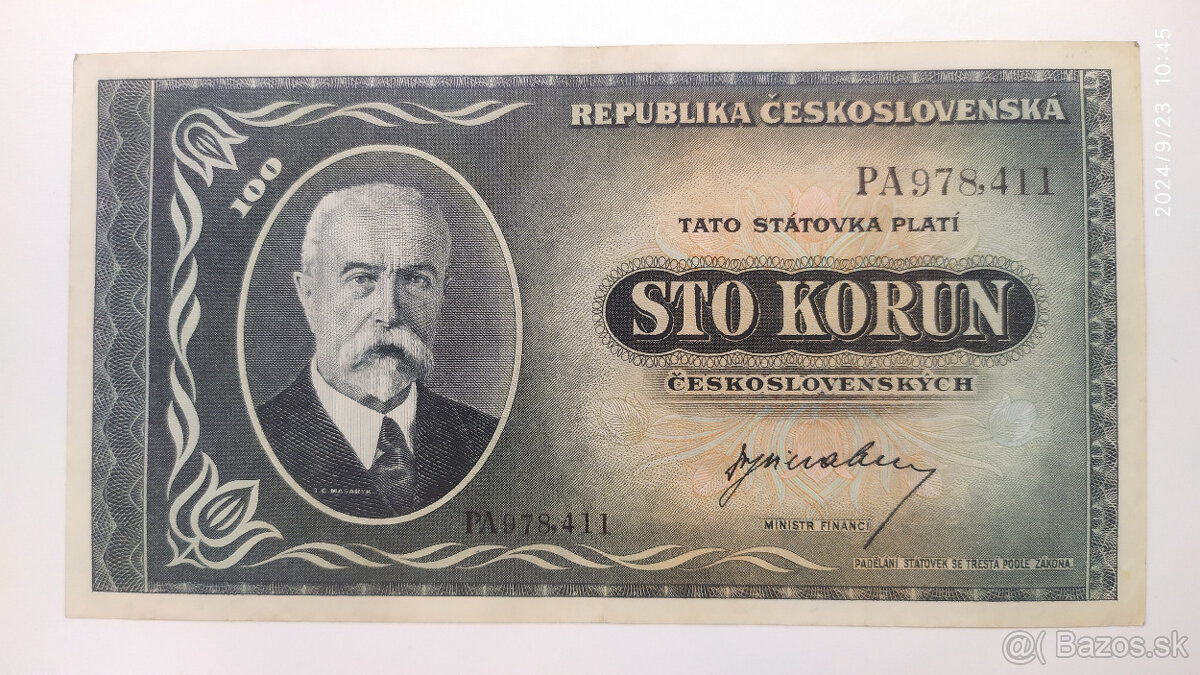 REPUBLIKA ČESKOSLOVENSKÁ
100
PA978,411
TATO STÁTOVKA PLATÍ
STO KORUN
ČESKOSLOVENSKÝCH
T. G. MASARYK
PA978,411
MINISTR FINANCÍ
PADĚLÁNÍ STÁTOVEK SE TRESTÁ PODLE ZÁKONA
2024/9/23 10:45
@( Bazos.sk